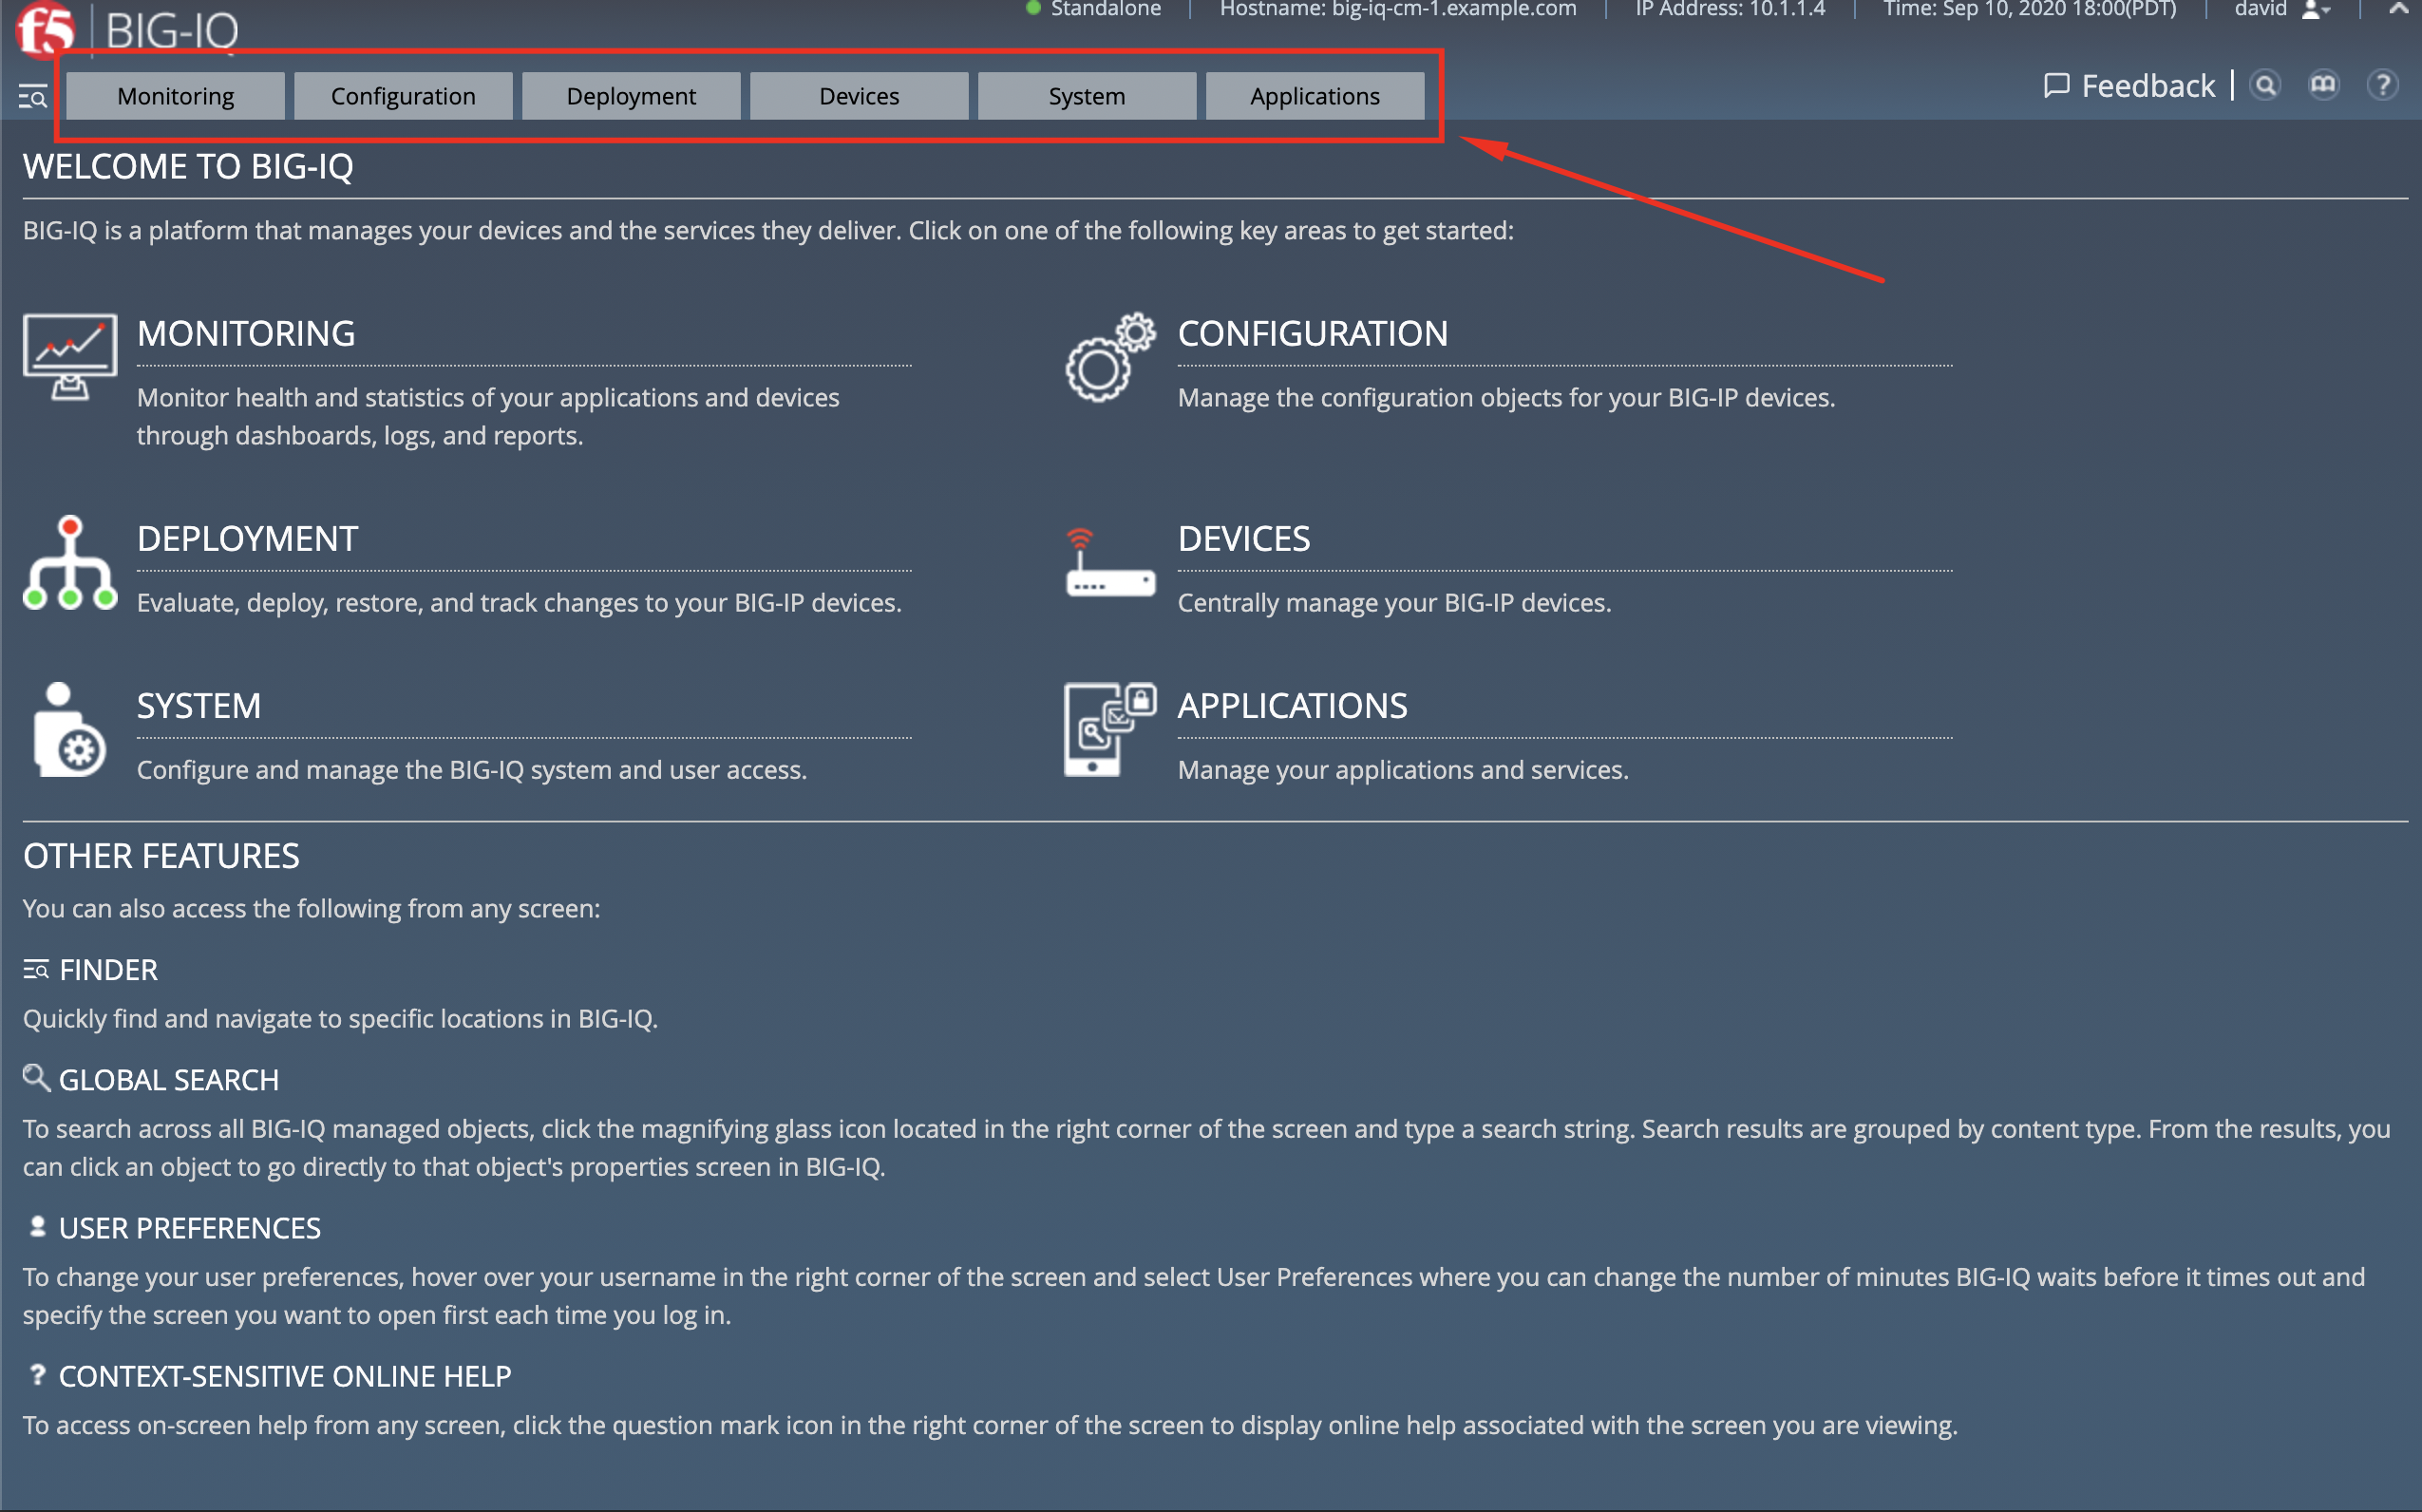 f5 BIG-IQ
Standalone Hostname: big-iq-cm-1.example.com IP Address: 10.1.1.4 Time: Sep 10, 2020 18:00(PDT) david
Monitoring Configuration Deployment Devices System Applications Feedback ?
WELCOME TO BIG-IQ
BIG-IQ is a platform that manages your devices and the services they deliver. Click on one of the following key areas to get started:
MONITORING
Monitor health and statistics of your applications and devices
through dashboards, logs, and reports.
CONFIGURATION
Manage the configuration objects for your BIG-IP devices.
DEPLOYMENT
Evaluate, deploy, restore, and track changes to your BIG-IP devices.
DEVICES
Centrally manage your BIG-IP devices.
SYSTEM
Configure and manage the BIG-IQ system and user access.
APPLICATIONS
Manage your applications and services.
OTHER FEATURES
You can also access the following from any screen:
FINDER
Quickly find and navigate to specific locations in BIG-IQ.
GLOBAL SEARCH
To search across all BIG-IQ managed objects, click the magnifying glass icon located in the right corner of the screen and type a search string. Search results are grouped by content type. From the results, you
can click an object to go directly to that object's properties screen in BIG-IQ.
USER PREFERENCES
To change your user preferences, hover over your username in the right corner of the screen and select User Preferences where you can change the number of minutes BIG-IQ waits before it times out and
specify the screen you want to open first each time you log in.
? CONTEXT-SENSITIVE ONLINE HELP
To access on-screen help from any screen, click the question mark icon in the right corner of the screen to display online help associated with the screen you are viewing.